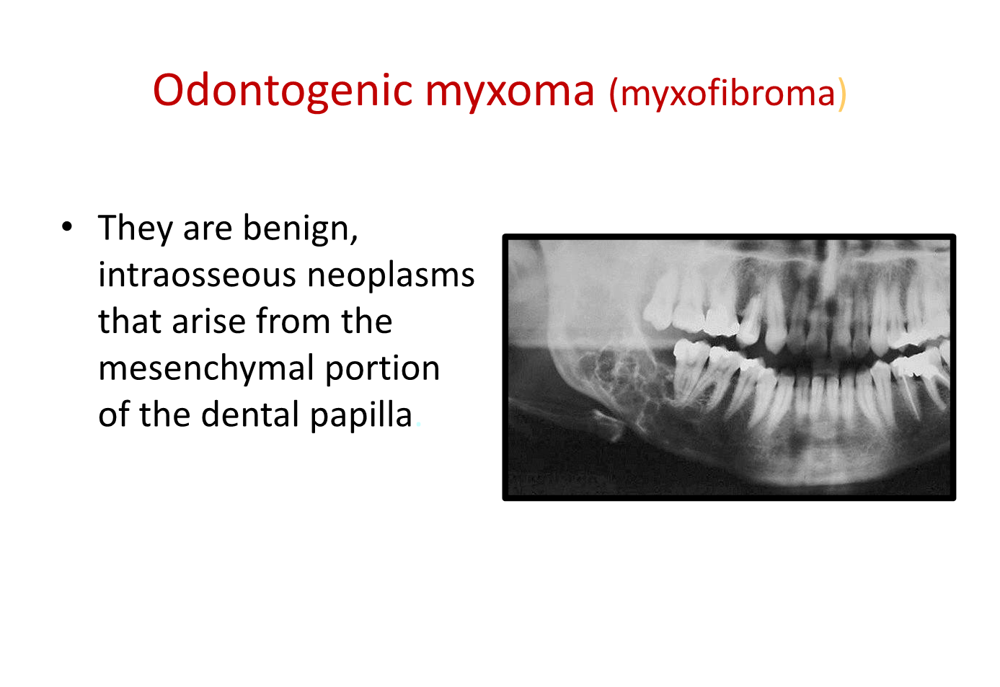 Odontogenic myxoma (myxofibroma)
• They are benign,
intraosseous neoplasms
that arise from the
mesenchymal portion
of the dental papilla.